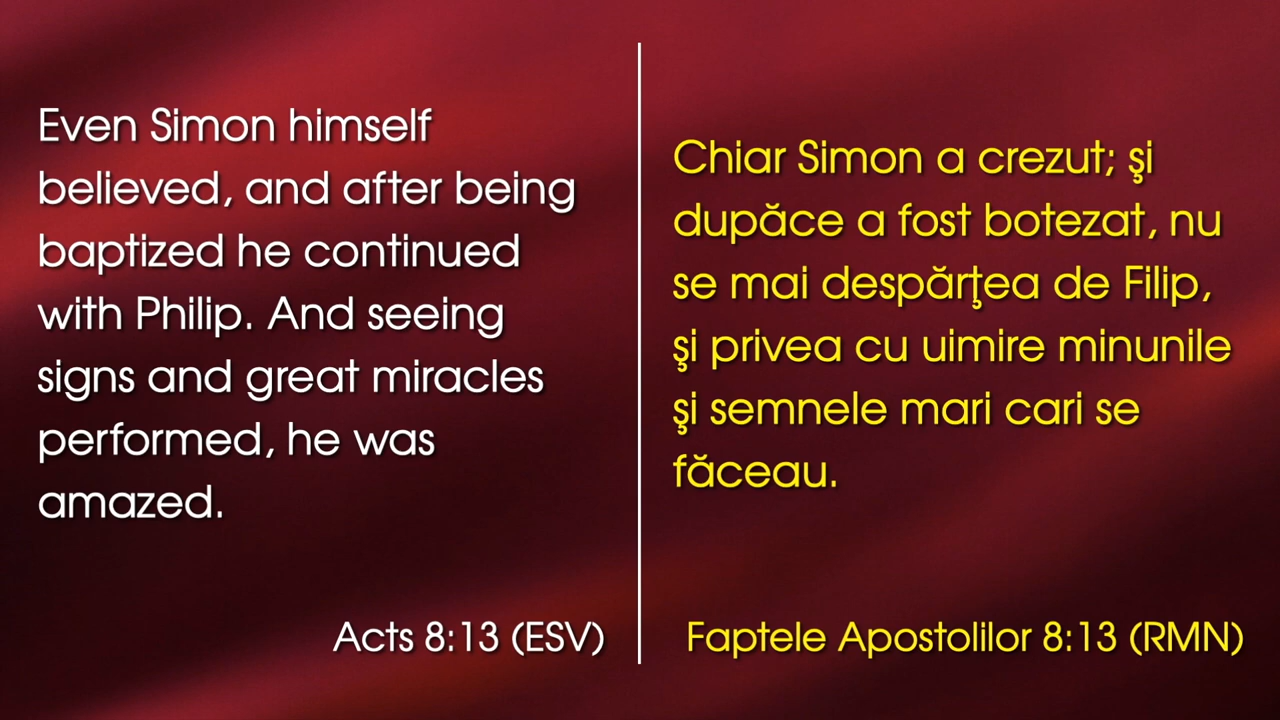 Even Simon himself
believed, and after being
baptized he continued
with Philip. And seeing
signs and great miracles
performed, he was
amazed.
Acts 8:13 (ESV)
Chiar Simon a crezut; şi
dupăce a fost botezat, nu
se mai despărţea de Filip,
şi privea cu uimire minunile
şi semnele mari cari se
făceau.
Faptele Apostolilor 8:13 (RMN)